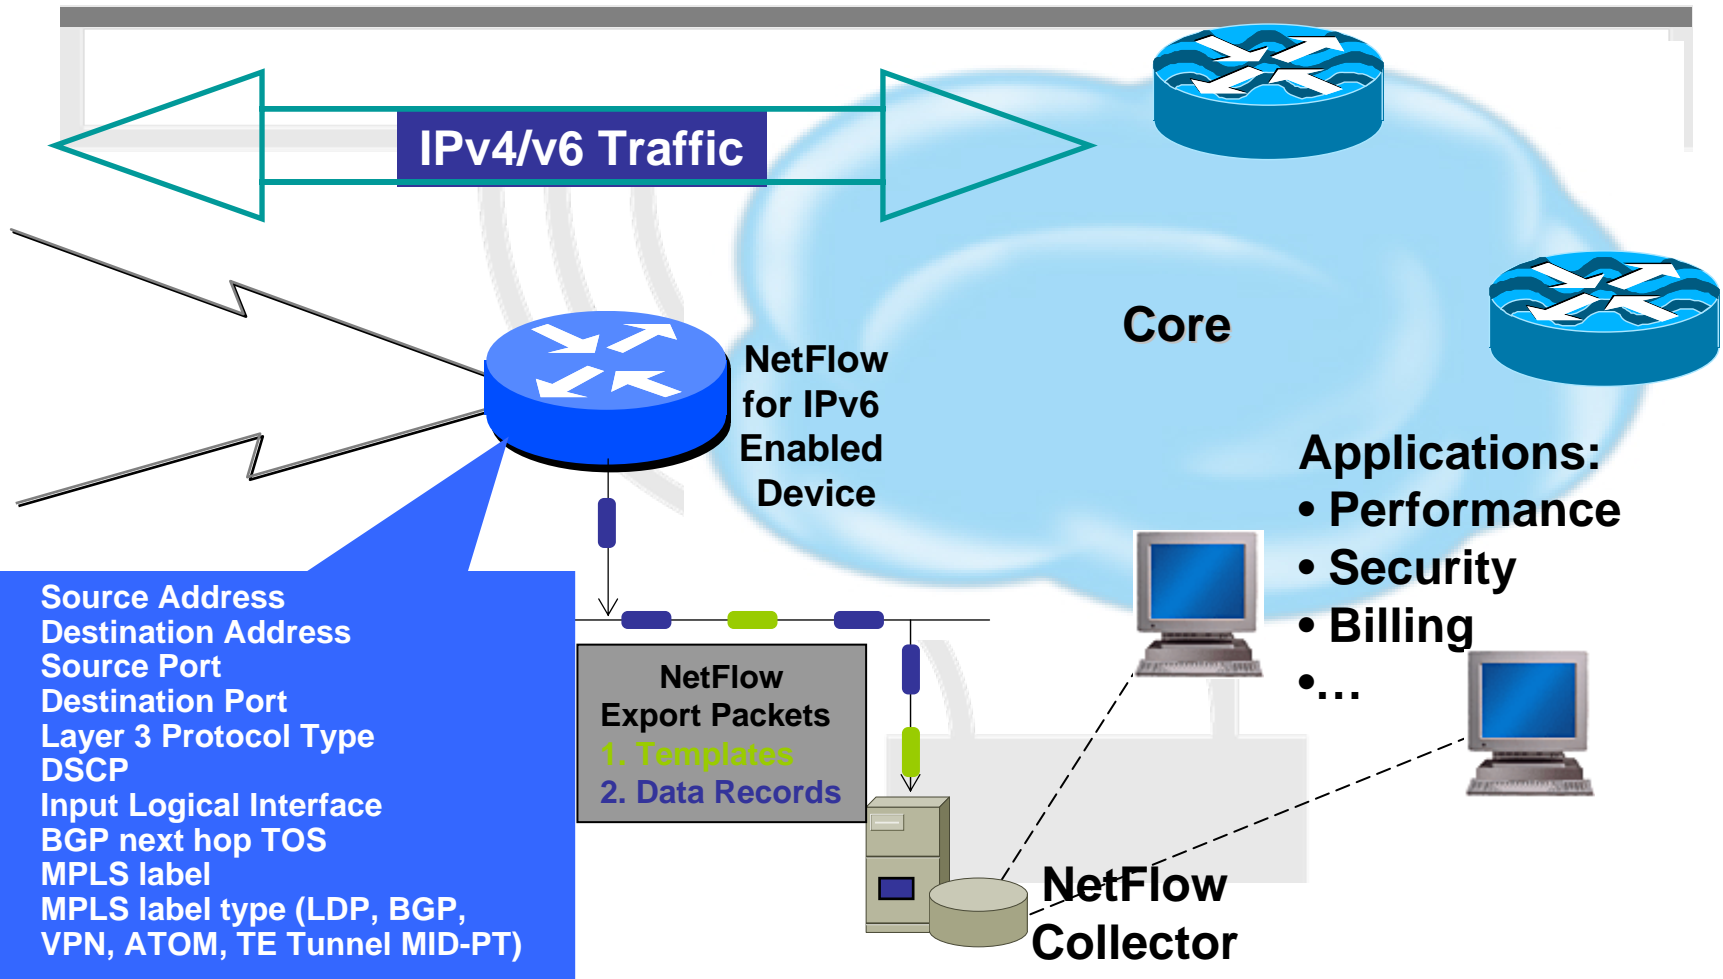 IPv4/v6 Traffic
Core
NetFlow
for IPv6
Enabled
Device
Applications:
• Performance
• Security
• Billing
•…
Source Address
Destination Address
Source Port
Destination Port
Layer 3 Protocol Type
DSCP
Input Logical Interface
BGP next hop TOS
MPLS label
MPLS label type (LDP, BGP,
VPN, ATOM, TE Tunnel MID-PT)
NetFlow
Export Packets
1. Templates
2. Data Records
NetFlow
Collector